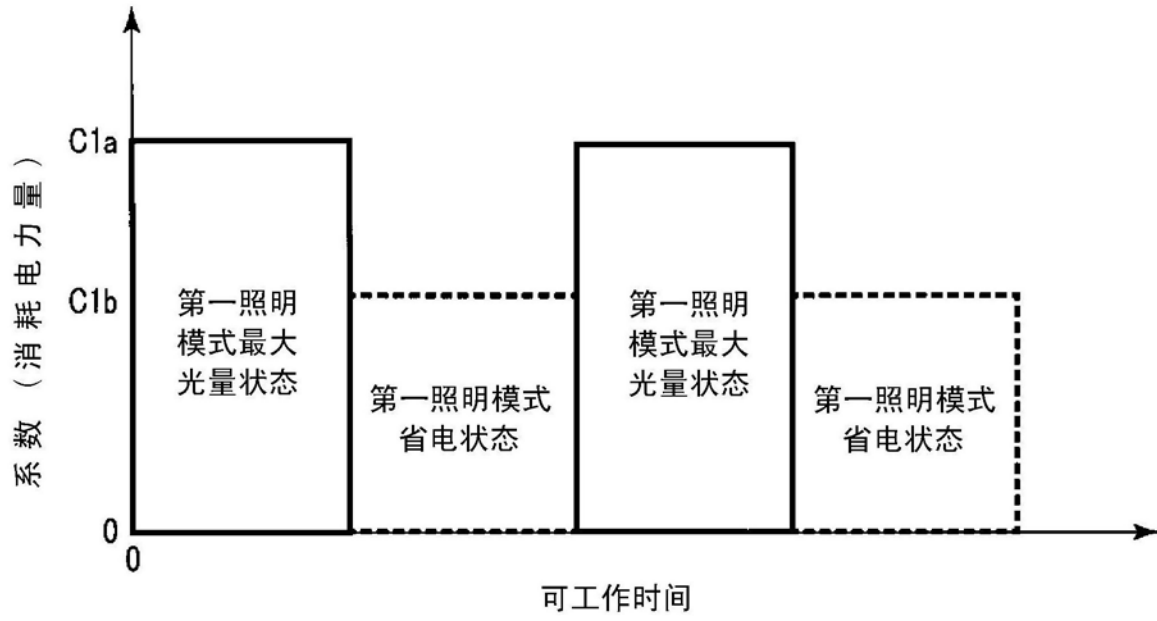 系数（消耗电力量）
C1a
C1b
0
0
第一照明
模式最大
光量状态
第一照明模式
省电状态
第一照明
模式最大
光量状态
第一照明模式
省电状态
可工作时间